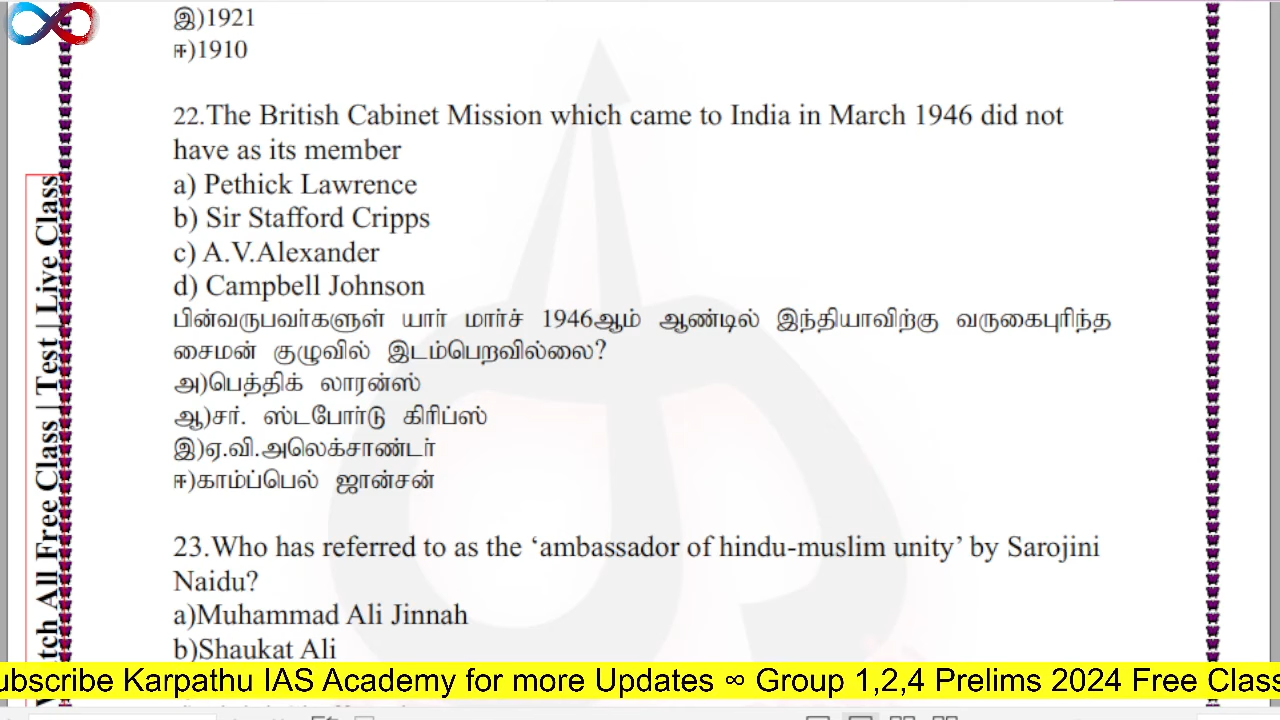 இ)1921
ஈ)1910
22.The British Cabinet Mission which came to India in March 1946 did not
have as its member
a) Pethick Lawrence
b) Sir Stafford Cripps
c) A.V.Alexander
d) Campbell Johnson
பின்வருபவர்களுள் யார் மார்ச் 1946ஆம் ஆண்டில் இந்தியாவிற்கு வருகைபுரிந்த
சைமன் குழுவில் இடம்பெறவில்லை?
அ)பெத்திக் லாரன்ஸ்
ஆ)சர். ஸ்டபோர்டு கிரிப்ஸ்
இ)ஏ.வி.அலெக்சாண்டர்
ஈ)காம்ப்பெல் ஜான்சன்
23.Who has referred to as the ‘ambassador of hindu-muslim unity’ by Sarojini
Naidu?
a)Muhammad Ali Jinnah
b)Shaukat Ali
tch All Free Class | Test | Live Class
ubscribe Karpathu IAS Academy for more Updates ∞ Group 1,2,4 Prelims 2024 Free Class